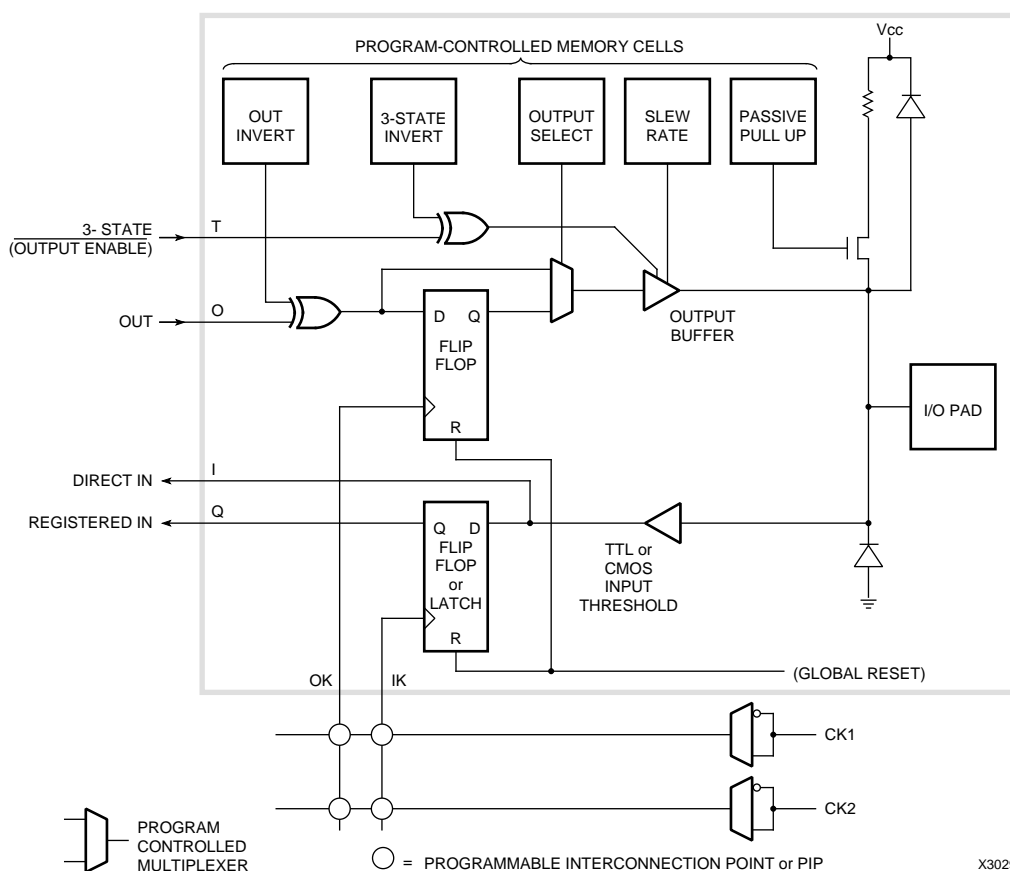 Vcc
PROGRAM-CONTROLLED MEMORY CELLS
OUT
INVERT
3-STATE
INVERT
OUTPUT
SELECT
SLEW
RATE
PASSIVE
PULL UP
3- STATE
(OUTPUT ENABLE)
T
OUT
O
D Q
FLIP
FLOP
R
OUTPUT
BUFFER
I/O PAD
DIRECT IN
I
REGISTERED IN
Q
Q D
FLIP
FLOP
or
LATCH
R
TTL or
CMOS
INPUT
THRESHOLD
OK
IK
(GLOBAL RESET)
CK1
CK2
PROGRAM
CONTROLLED
MULTIPLEXER
= PROGRAMMABLE INTERCONNECTION POINT or PIP